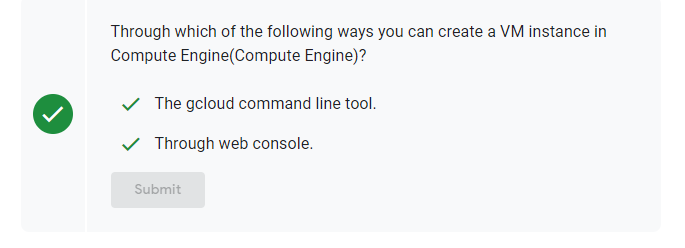 Through which of the following ways you can create a VM instance in
Compute Engine(Compute Engine)?
The gcloud command line tool.
Through web console.
Submit